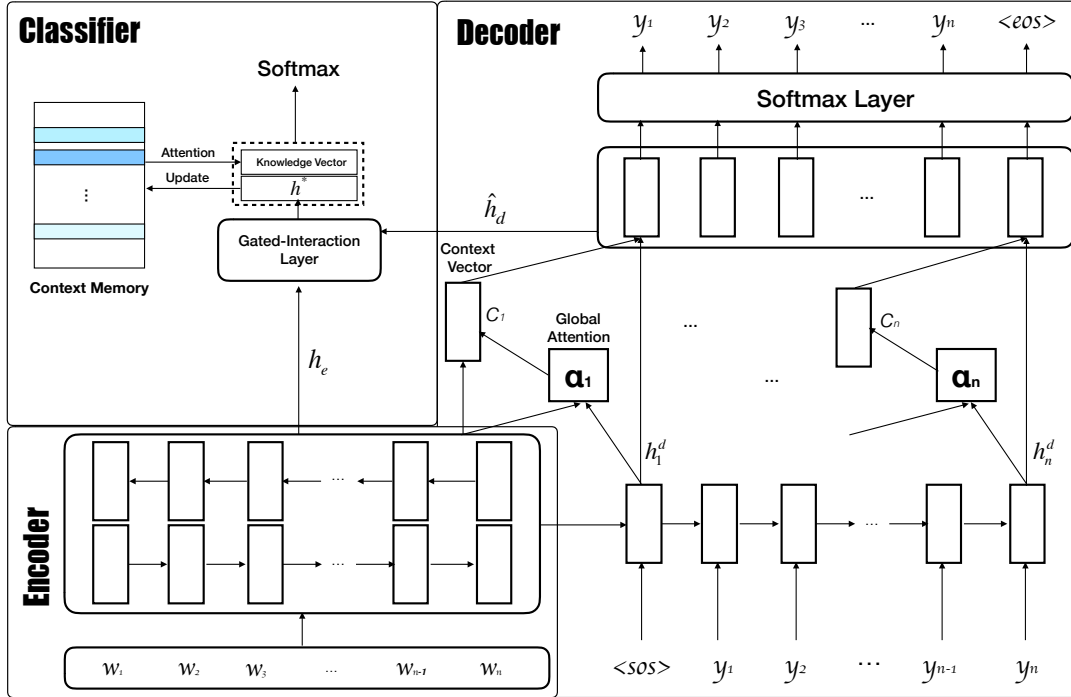 Classifier
Softmax
Attention
Knowledge Vector
Update
h*
⋮
Gated-Interaction
Layer
Context Memory
h_e
Decoder
y₁ y₂ y₃ ... yₙ <eos>
Softmax Layer
...
ĥ_d
Context
Vector
C₁
Global
Attention
α₁
...
...
Cₙ
αₙ
h₁ᵈ
hₙᵈ
...
<sos> y₁ y₂ ... yₙ₋₁ yₙ
Encoder
...
...
w₁ w₂ w₃ ... wₙ₋₁ wₙ